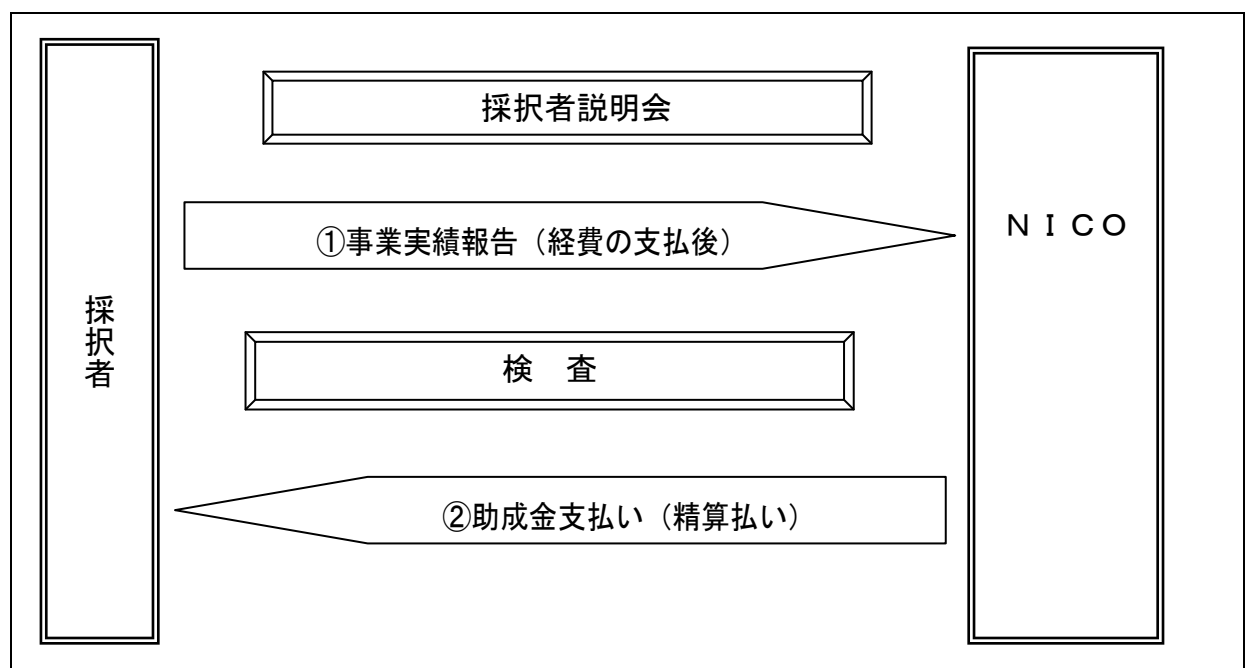 採択者説明会
①事業実績報告（経費の支払後）
ＮＩＣＯ
採択者
検　査
②助成金支払い（精算払い）